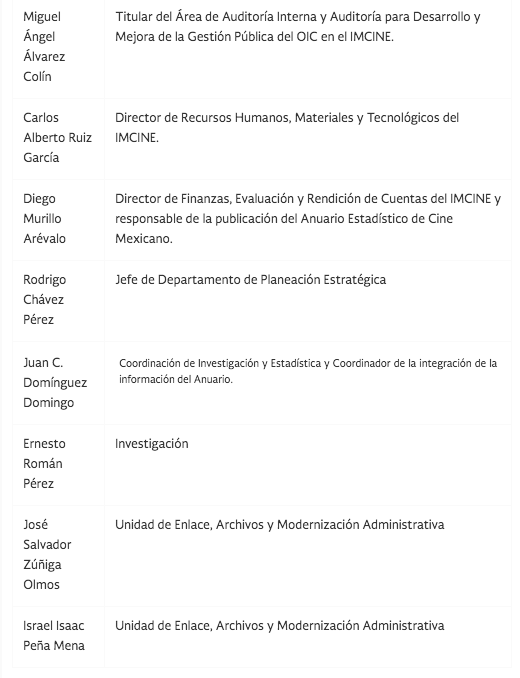 Miguel
Ángel
Álvarez
Colín
Titular del Área de Auditoría Interna y Auditoría para Desarrollo y
Mejora de la Gestión Pública del OIC en el IMCINE.
Carlos
Alberto Ruiz
García
Director de Recursos Humanos, Materiales y Tecnológicos del
IMCINE.
Diego
Murillo
Arévalo
Director de Finanzas, Evaluación y Rendición de Cuentas del IMCINE y
responsable de la publicación del Anuario Estadístico de Cine
Mexicano.
Rodrigo
Chávez
Pérez
Jefe de Departamento de Planeación Estratégica
Juan C.
Domínguez
Domingo
Coordinación de Investigación y Estadística y Coordinador de la integración de la
información del Anuario.
Ernesto
Román
Pérez
Investigación
José
Salvador
Zúñiga
Olmos
Unidad de Enlace, Archivos y Modernización Administrativa
Israel Isaac
Peña Mena
Unidad de Enlace, Archivos y Modernización Administrativa